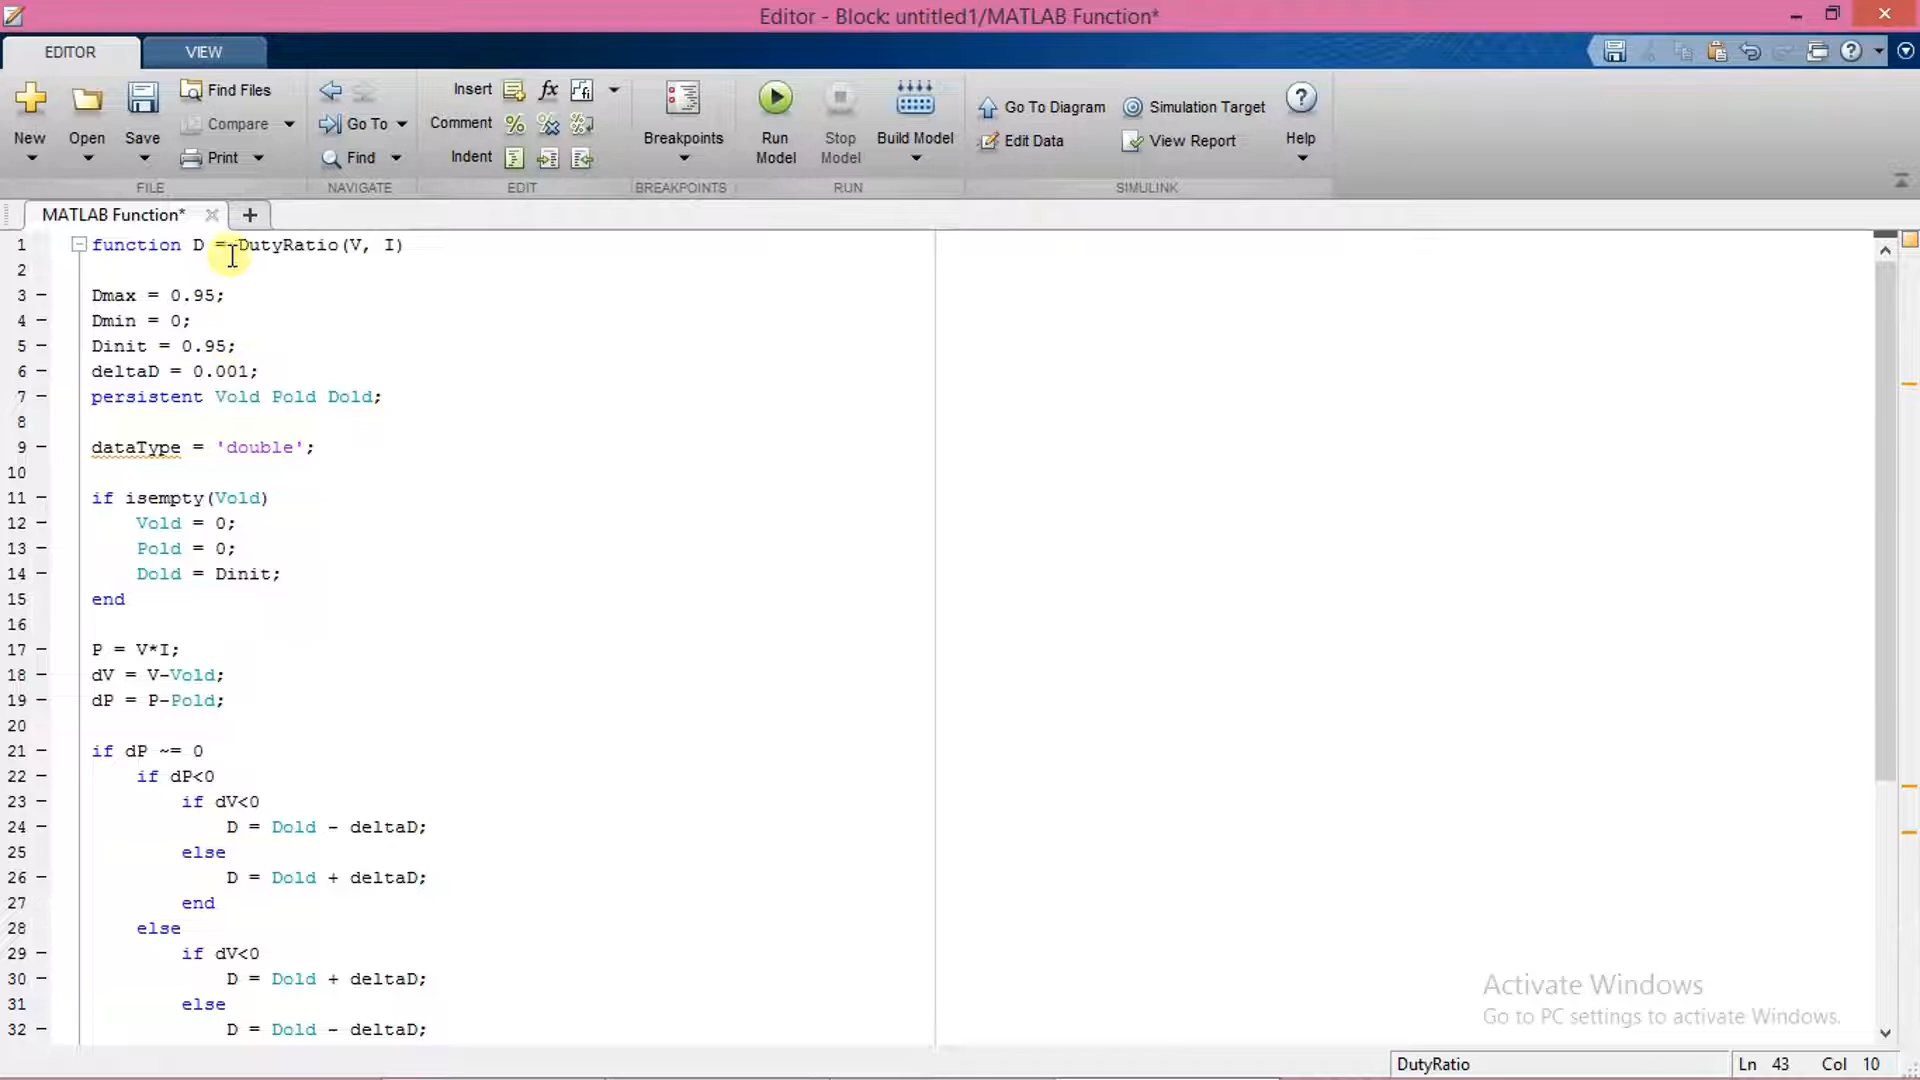 Editor - Block: untitled1/MATLAB Function*
EDITOR
VIEW
New
Open
Save
Find Files
Compare
Print
FILE
Go To
Find
NAVIGATE
Insert
fx
Comment
Indent
EDIT
Breakpoints
BREAKPOINTS
Run Model
Stop Model
Build Model
RUN
Go To Diagram
Simulation Target
Edit Data
View Report
Help
SIMULINK
MATLAB Function*
1 function D = DutyRatio(V, I)
2
3 Dmax = 0.95;
4 Dmin = 0;
5 Dinit = 0.95;
6 deltaD = 0.001;
7 persistent Vold Pold Dold;
8
9 dataType = 'double';
10
11 if isempty(Vold)
12 Vold = 0;
13 Pold = 0;
14 Dold = Dinit;
15 end
16
17 P = V*I;
18 dV = V-Vold;
19 dP = P-Pold;
20
21 if dP ~= 0
22 if dP<0
23 if dV<0
24 D = Dold - deltaD;
25 else
26 D = Dold + deltaD;
27 end
28 else
29 if dV<0
30 D = Dold + deltaD;
31 else
32 D = Dold - deltaD;
Activate Windows
Go to PC settings to activate Windows.
DutyRatio
Ln 43 Col 10